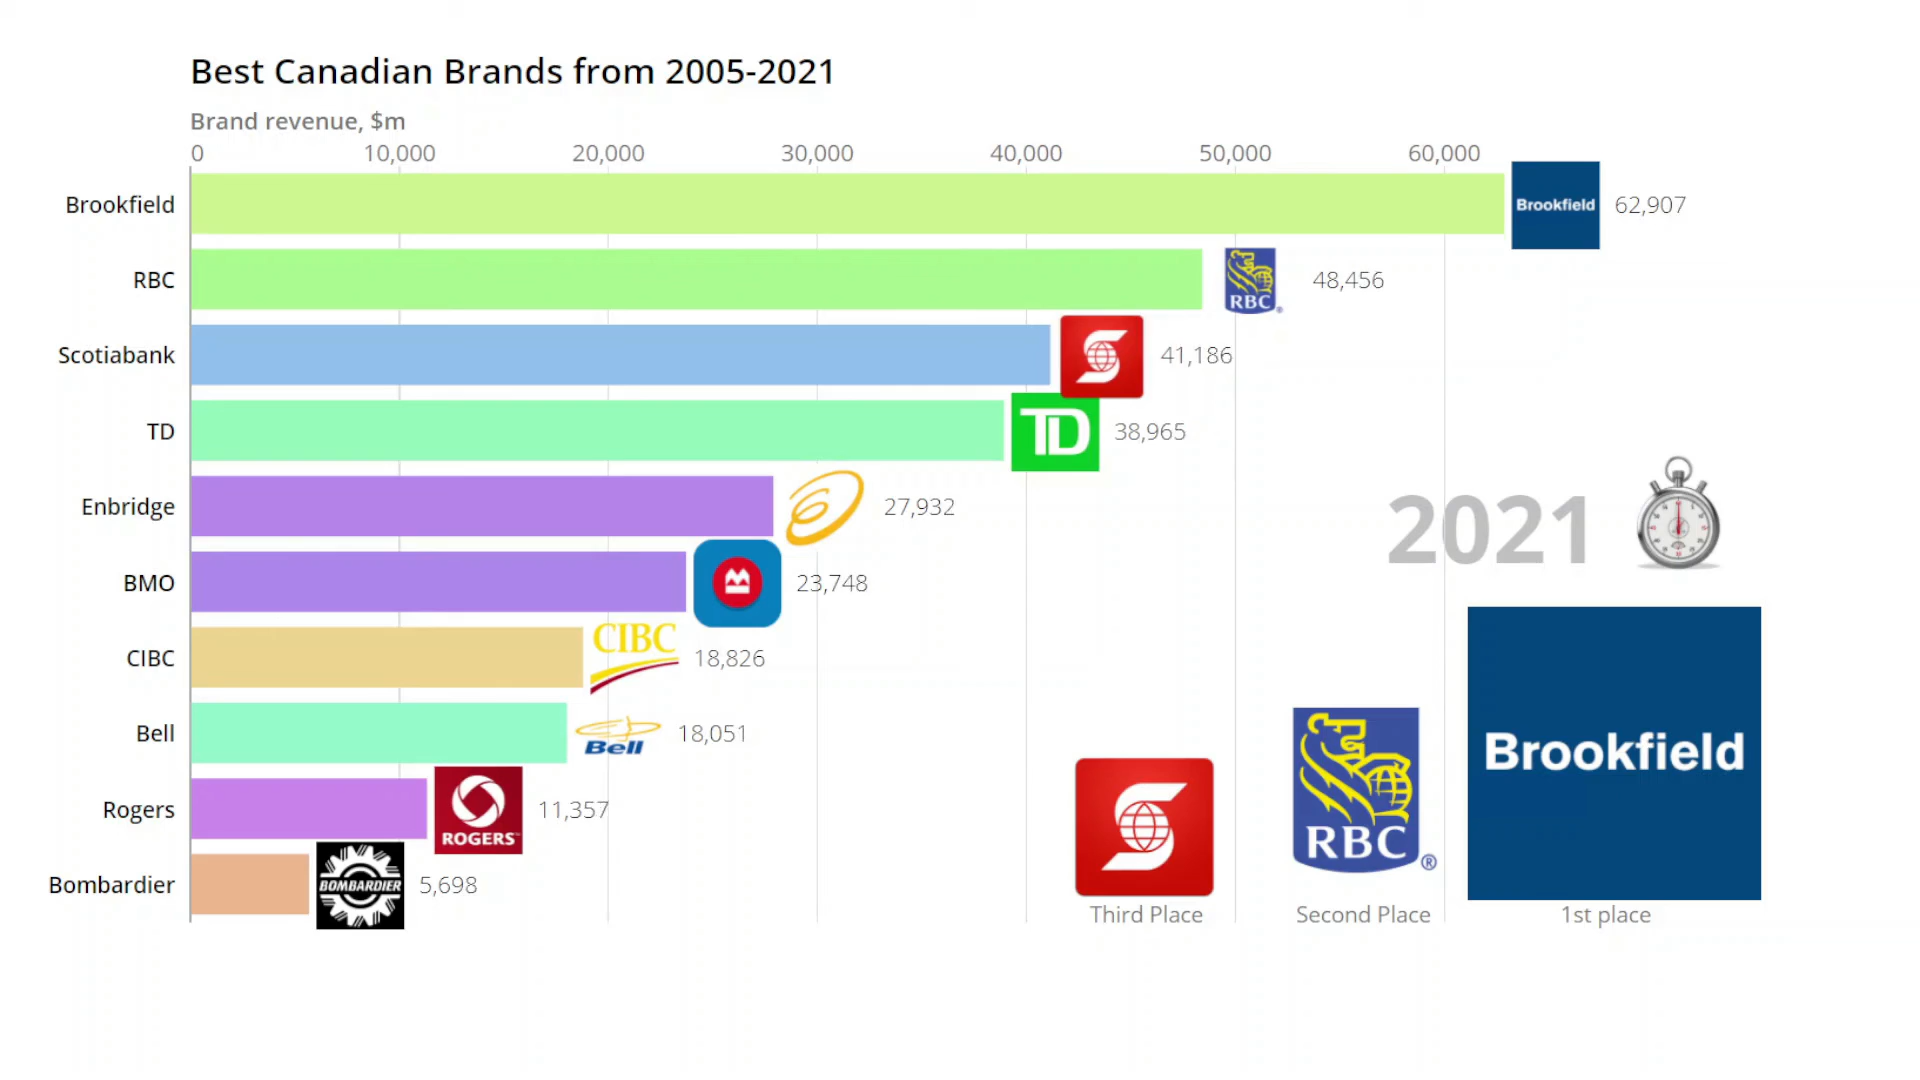 Best Canadian Brands from 2005-2021
Brand revenue, $m
0 10,000 20,000 30,000 40,000 50,000 60,000
Brookfield Brookfield 62,907
RBC RBC ® 48,456
Scotiabank 41,186
TD TD 38,965
Enbridge 27,932
2021
BMO 23,748
CIBC CIBC 18,826
Bell Bell 18,051
Brookfield
Rogers ROGERS™ 11,357
RBC ®
Bombardier BOMBARDIER 5,698
Third Place Second Place 1st place